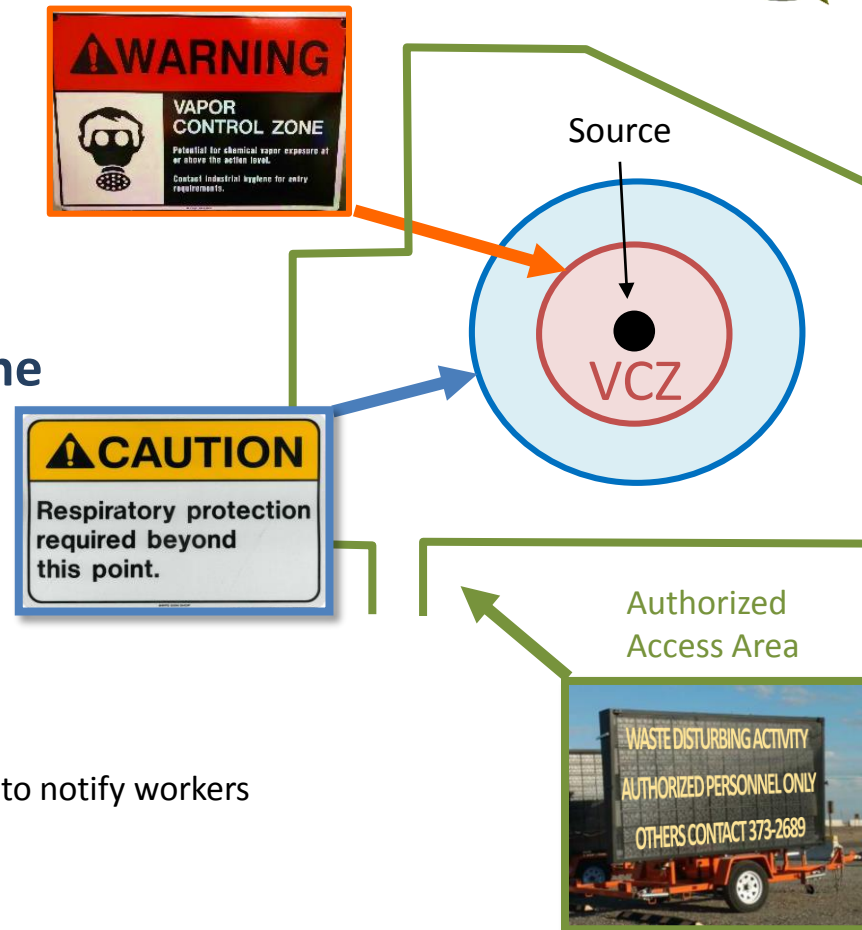 WARNING
VAPOR
CONTROL ZONE
Potential for chemical vapor exposure at
or above the action level.
Contact industrial hygiene for entry
requirements.
Source
VCZ
CAUTION
Respiratory protection
required beyond
this point.
Authorized
Access Area
WASTE DISTURBING ACTIVITY
AUTHORIZED PERSONNEL ONLY
OTHERS CONTACT 373-2689
to notify workers